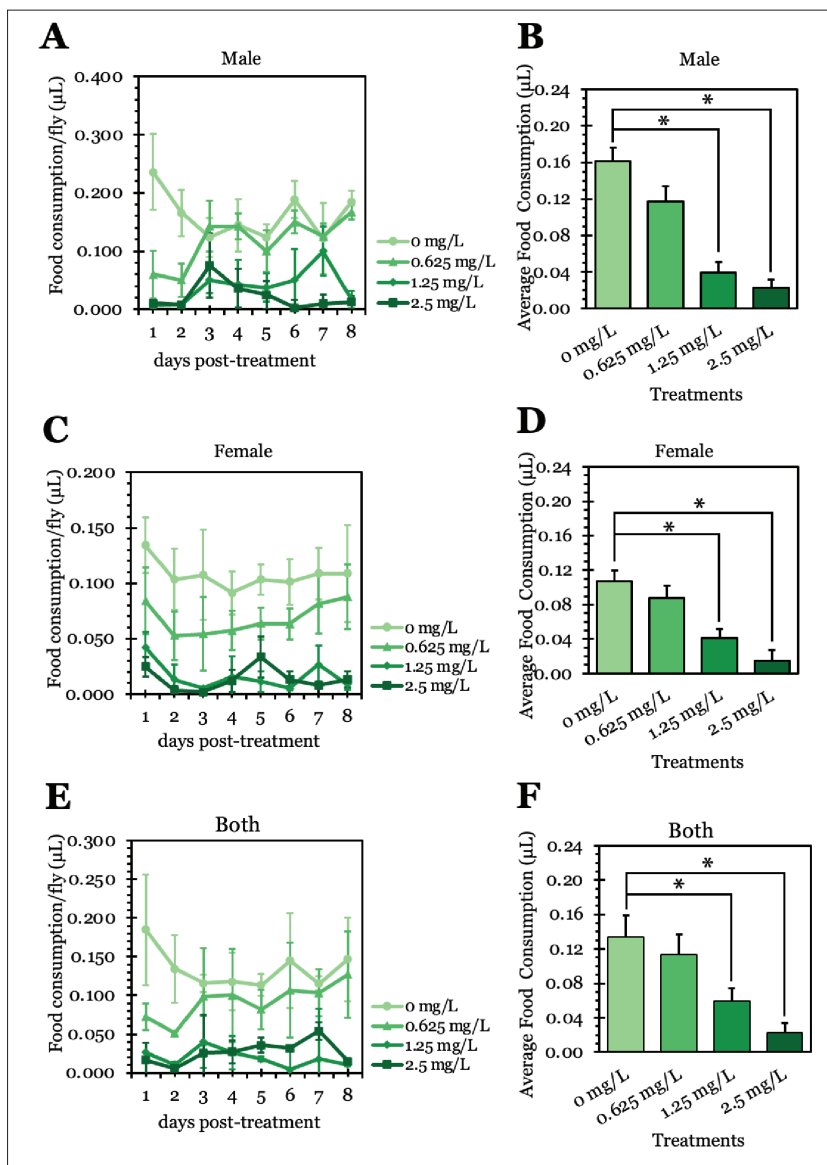 A
Male
Food consumption/fly (µL)
0.400
0.300
0.200
0.100
0.000
1 2 3 4 5 6 7 8
days post-treatment
0 mg/L
0.625 mg/L
1.25 mg/L
2.5 mg/L
B
Male
Average Food Consumption (µL)
0.24
0.20
0.16
0.12
0.08
0.04
0.00
*
*
0 mg/L
0.625 mg/L
1.25 mg/L
2.5 mg/L
Treatments
C
Female
Food consumption/fly (µL)
0.200
0.150
0.100
0.050
0.000
1 2 3 4 5 6 7 8
days post-treatment
0 mg/L
0.625 mg/L
1.25 mg/L
2.5 mg/L
D
Female
Average Food Consumption (µL)
0.24
0.20
0.16
0.12
0.08
0.04
0.00
*
*
0 mg/L
0.625 mg/L
1.25 mg/L
2.5 mg/L
Treatments
E
Both
Food consumption/fly (µL)
0.300
0.250
0.200
0.150
0.100
0.050
0.000
1 2 3 4 5 6 7 8
days post-treatment
0 mg/L
0.625 mg/L
1.25 mg/L
2.5 mg/L
F
Both
Average Food Consumption (µL)
0.24
0.20
0.16
0.12
0.08
0.04
0.00
*
*
0 mg/L
0.625 mg/L
1.25 mg/L
2.5 mg/L
Treatments